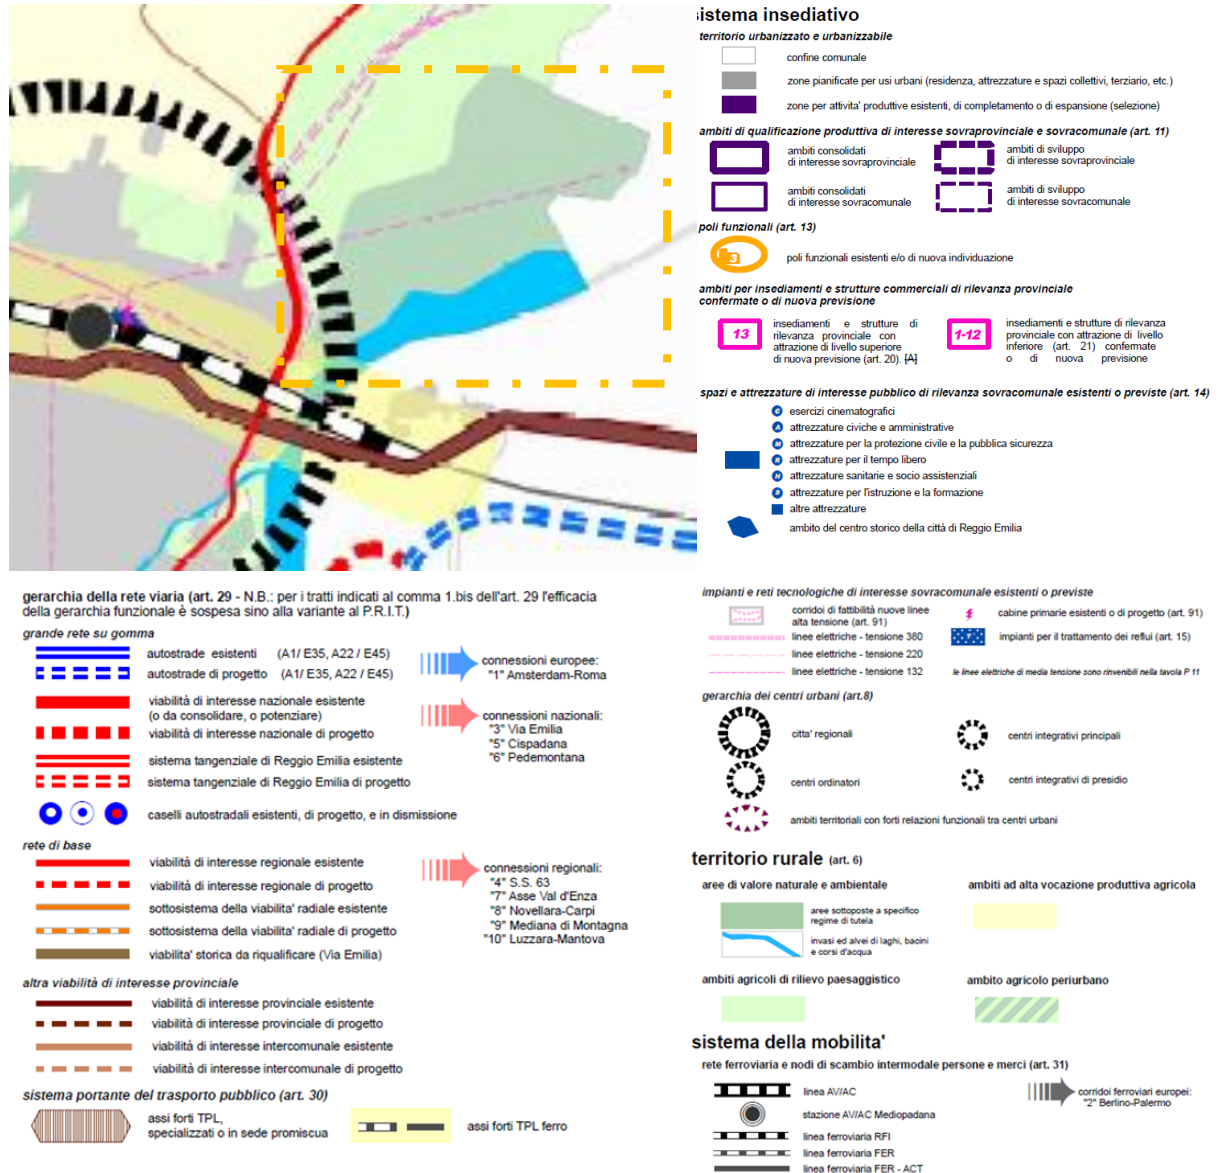 sistema insediativo
territorio urbanizzato e urbanizzabile
confine comunale
zone pianificate per usi urbani (residenza, attrezzature e spazi collettivi, terziario, etc.)
zone per attivita' produttive esistenti, di completamento o di espansione (selezione)
ambiti di qualificazione produttiva di interesse sovraprovinciale e sovracomunale (art. 11)
ambiti consolidati
di interesse sovraprovinciale
ambiti di sviluppo
di interesse sovraprovinciale
ambiti consolidati
di interesse sovracomunale
ambiti di sviluppo
di interesse sovracomunale
poli funzionali (art. 13)
3
poli funzionali esistenti e/o di nuova individuazione
ambiti per insediamenti e strutture commerciali di rilevanza provinciale
confermate o di nuova previsione
13
insediamenti e strutture di
rilevanza provinciale con
attrazione di livello superiore
di nuova previsione (art. 20). [A]
1-12
insediamenti e strutture di rilevanza
provinciale con attrazione di livello
inferiore (art. 21) confermate
o di nuova previsione
spazi e attrezzature di interesse pubblico di rilevanza sovracomunale esistenti o previste (art. 14)
C esercizi cinematografici
A attrezzature civiche e amministrative
M attrezzature per la protezione civile e la pubblica sicurezza
R attrezzature per il tempo libero
H attrezzature sanitarie e socio assistenziali
S attrezzature per l'istruzione e la formazione
altre attrezzature
ambito del centro storico della città di Reggio Emilia
gerarchia della rete viaria (art. 29 - N.B.: per i tratti indicati al comma 1.bis dell'art. 29 l'efficacia
della gerarchia funzionale è sospesa sino alla variante al P.R.I.T.)
grande rete su gomma
autostrade esistenti (A1/ E35, A22 / E45)
autostrade di progetto (A1/ E35, A22 / E45)
connessioni europee:
"1" Amsterdam-Roma
viabilità di interesse nazionale esistente
(o da consolidare, o potenziare)
viabilità di interesse nazionale di progetto
connessioni nazionali:
"3" Via Emilia
"5" Cispadana
"6" Pedemontana
sistema tangenziale di Reggio Emilia esistente
sistema tangenziale di Reggio Emilia di progetto
caselli autostradali esistenti, di progetto, e in dismissione
rete di base
viabilità di interesse regionale esistente
viabilità di interesse regionale di progetto
sottosistema della viabilita' radiale esistente
sottosistema della viabilita' radiale di progetto
viabilita' storica da riqualificare (Via Emilia)
connessioni regionali:
"4" S.S. 63
"7" Asse Val d'Enza
"8" Novellara-Carpi
"9" Mediana di Montagna
"10" Luzzara-Mantova
altra viabilità di interesse provinciale
viabilità di interesse provinciale esistente
viabilità di interesse provinciale di progetto
viabilità di interesse intercomunale esistente
viabilità di interesse intercomunale di progetto
sistema portante del trasporto pubblico (art. 30)
assi forti TPL,
specializzati o in sede promiscua
assi forti TPL ferro
impianti e reti tecnologiche di interesse sovracomunale esistenti o previste
corridoi di fattibilità nuove linee
alta tensione (art. 91)
linee elettriche - tensione 380
linee elettriche - tensione 220
linee elettriche - tensione 132
cabine primarie esistenti o di progetto (art. 91)
impianti per il trattamento dei reflui (art. 15)
le linee elettriche di media tensione sono rinvenibili nella tavola P 11
gerarchia dei centri urbani (art.8)
citta' regionali
centri integrativi principali
centri ordinatori
centri integrativi di presidio
ambiti territoriali con forti relazioni funzionali tra centri urbani
territorio rurale (art. 6)
aree di valore naturale e ambientale
ambiti ad alta vocazione produttiva agricola
aree sottoposte a specifico
regime di tutela
invasi ed alvei di laghi, bacini
e corsi d'acqua
ambiti agricoli di rilievo paesaggistico
ambito agricolo periurbano
sistema della mobilita'
rete ferroviaria e nodi di scambio intermodale persone e merci (art. 31)
linea AV/AC
stazione AV/AC Mediopadana
linea ferroviaria RFI
linea ferroviaria FER
linea ferroviaria FER - ACT
corridoi ferroviari europei:
"2" Berlino-Palermo